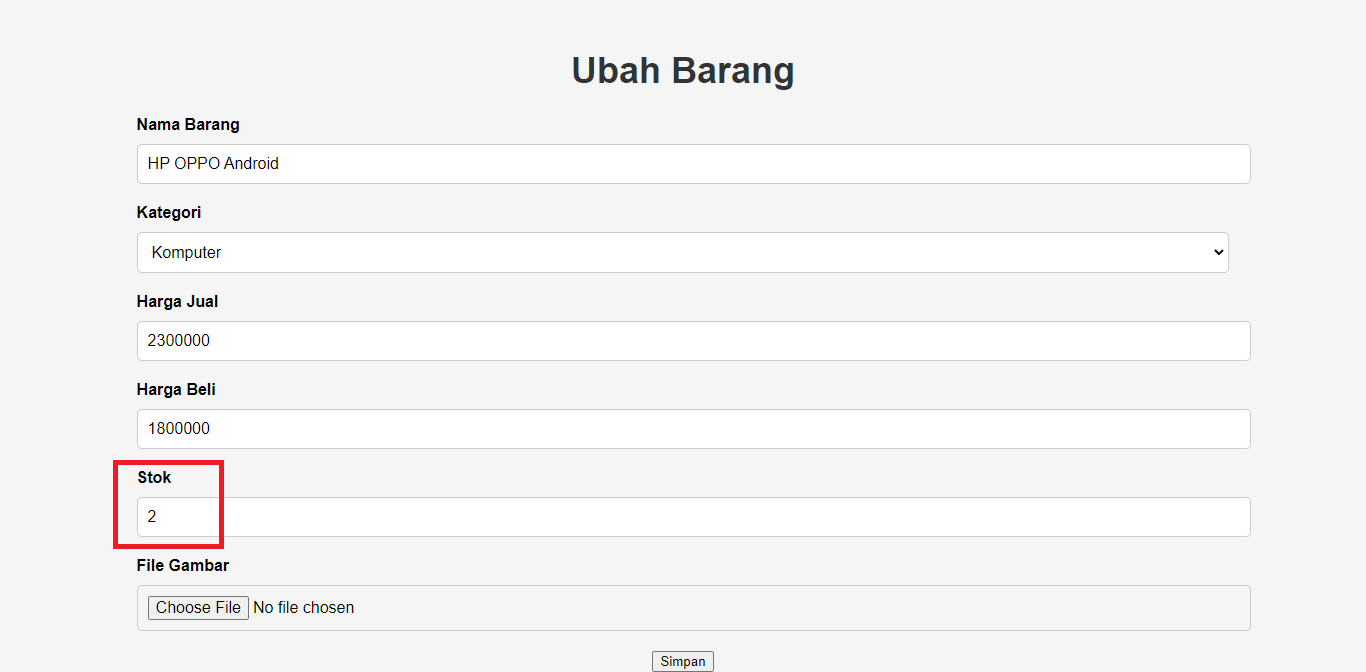 Ubah Barang
Nama Barang
HP OPPO Android
Kategori
Komputer
Harga Jual
2300000
Harga Beli
1800000
Stok
2
File Gambar
Choose File No file chosen
Simpan